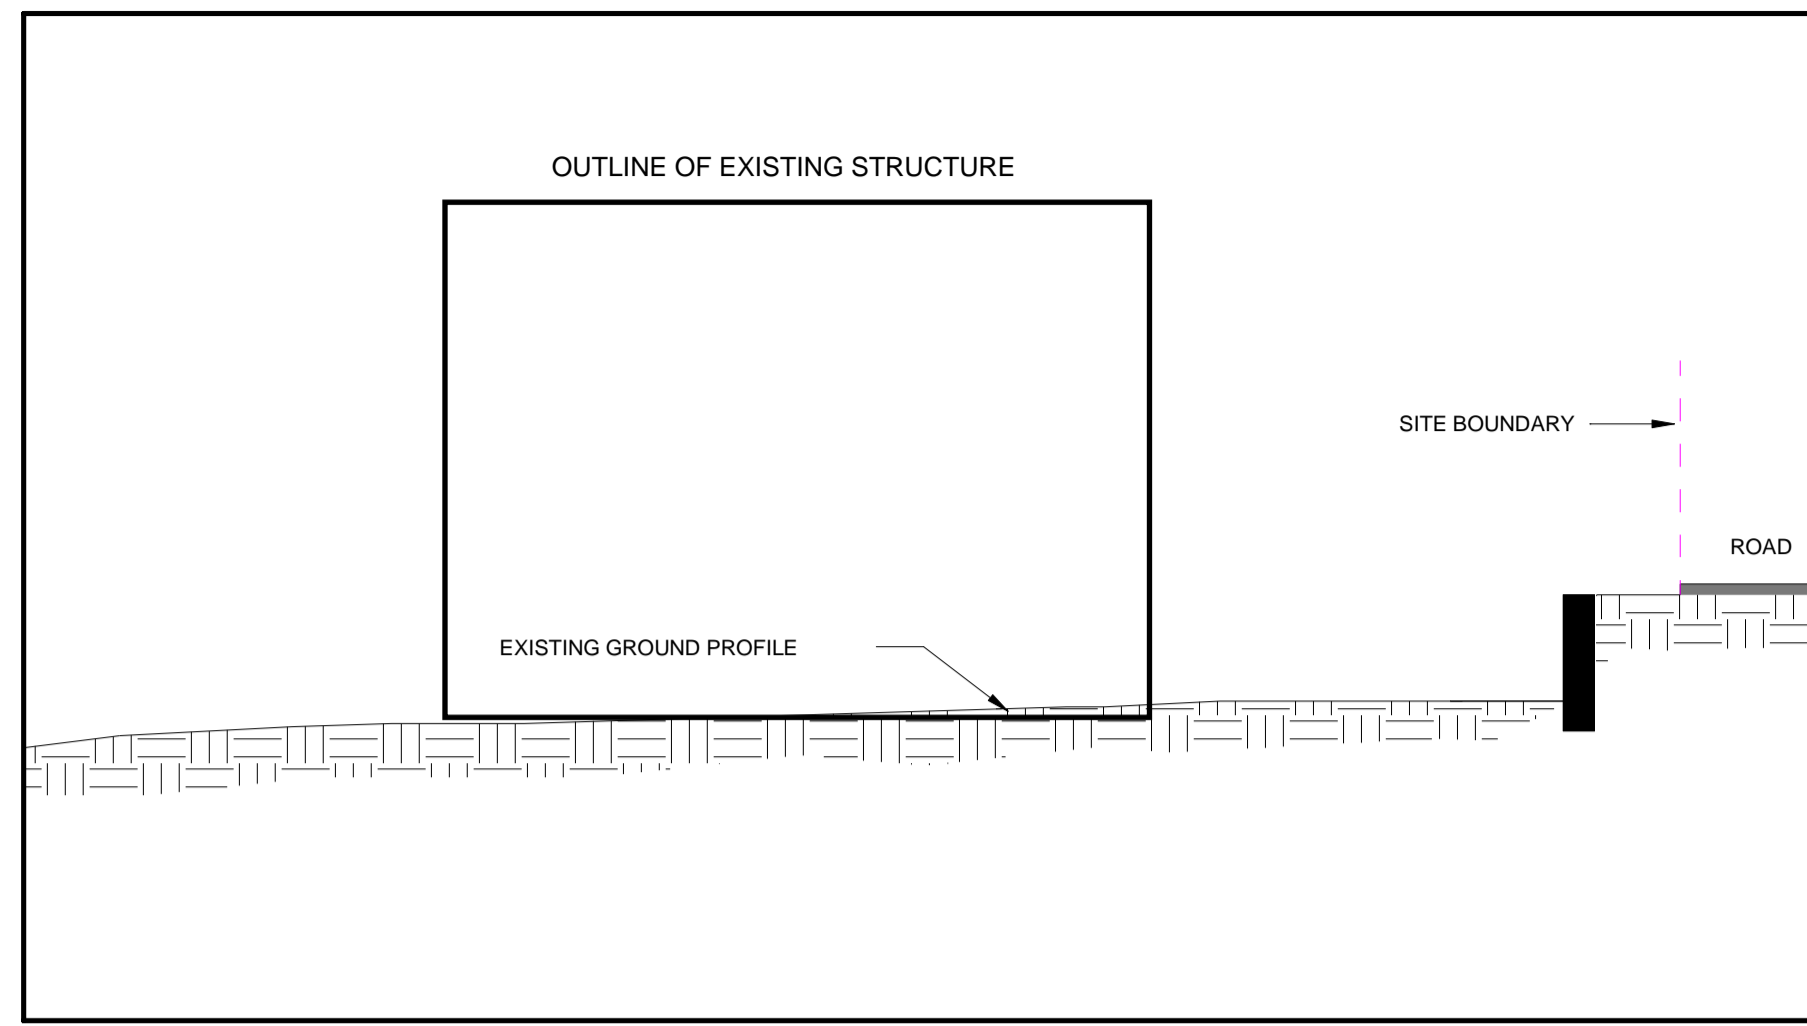 OUTLINE OF EXISTING STRUCTURE
SITE BOUNDARY
ROAD
EXISTING GROUND PROFILE